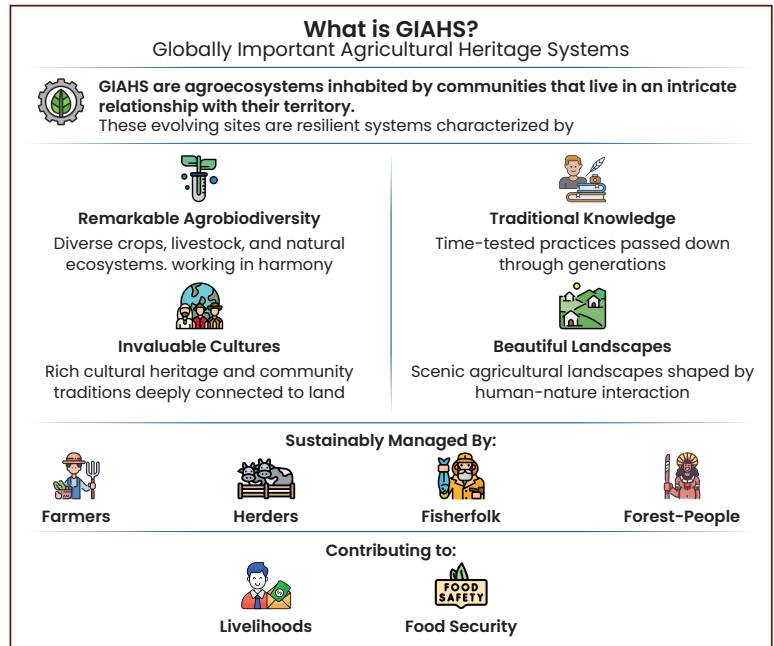 What is GIAHS?
Globally Important Agricultural Heritage Systems
GIAHS are agroecosystems inhabited by communities that live in an intricate
relationship with their territory.
These evolving sites are resilient systems characterized by
Remarkable Agrobiodiversity
Diverse crops, livestock, and natural
ecosystems. working in harmony
Traditional Knowledge
Time-tested practices passed down
through generations
Invaluable Cultures
Rich cultural heritage and community
traditions deeply connected to land
Beautiful Landscapes
Scenic agricultural landscapes shaped by
human-nature interaction
Sustainably Managed By:
Farmers
Herders
Fisherfolk
Forest-People
Contributing to:
FOOD
SAFETY
Livelihoods
Food Security